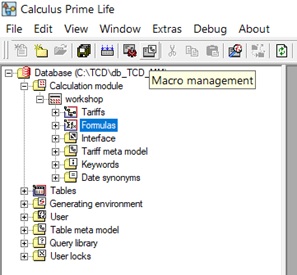 Calculus Prime Life
File Edit View Window Extras Debug About
Macro management
Database (C:\TCD\db_TCD_
Calculation module
workshop
Tariffs
Formulas
Interface
Tariff meta model
Keywords
Date synonyms
Tables
Generating environment
User
Table meta model
Query library
User locks